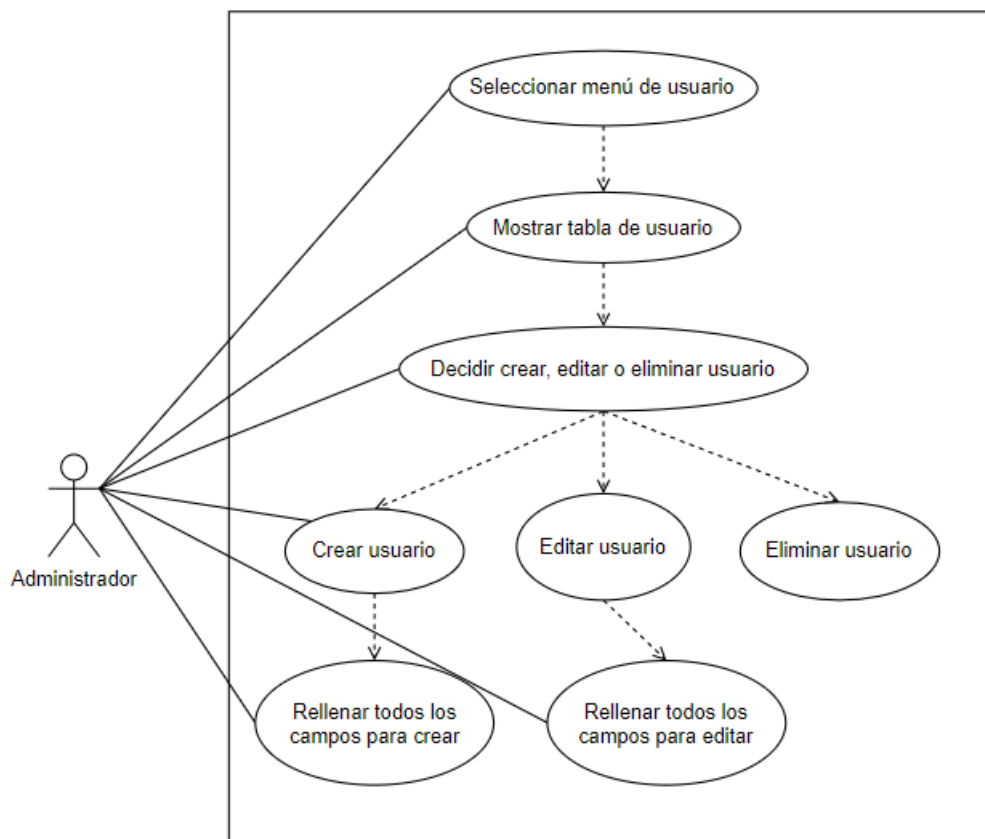 Seleccionar menú de usuario
Mostrar tabla de usuario
Decidir crear, editar o eliminar usuario
Crear usuario
Editar usuario
Eliminar usuario
Administrador
Rellenar todos los
campos para crear
Rellenar todos los
campos para editar